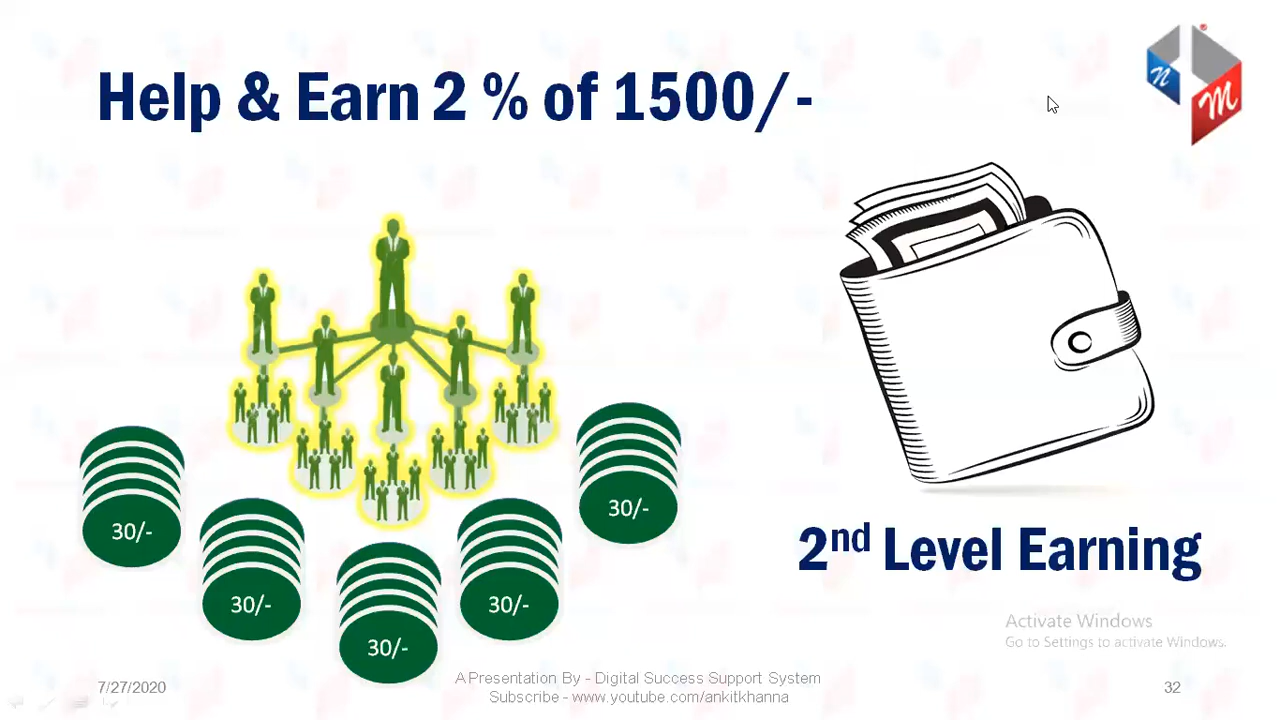 Help & Earn 2 % of 1500/-
n
M
30/-
30/-
30/-
30/-
30/-
2nd Level Earning
Activate Windows
Go to Settings to activate Windows.
7/27/2020
A Presentation By - Digital Success Support System
Subscribe - www.youtube.com/ankitkhanna
32